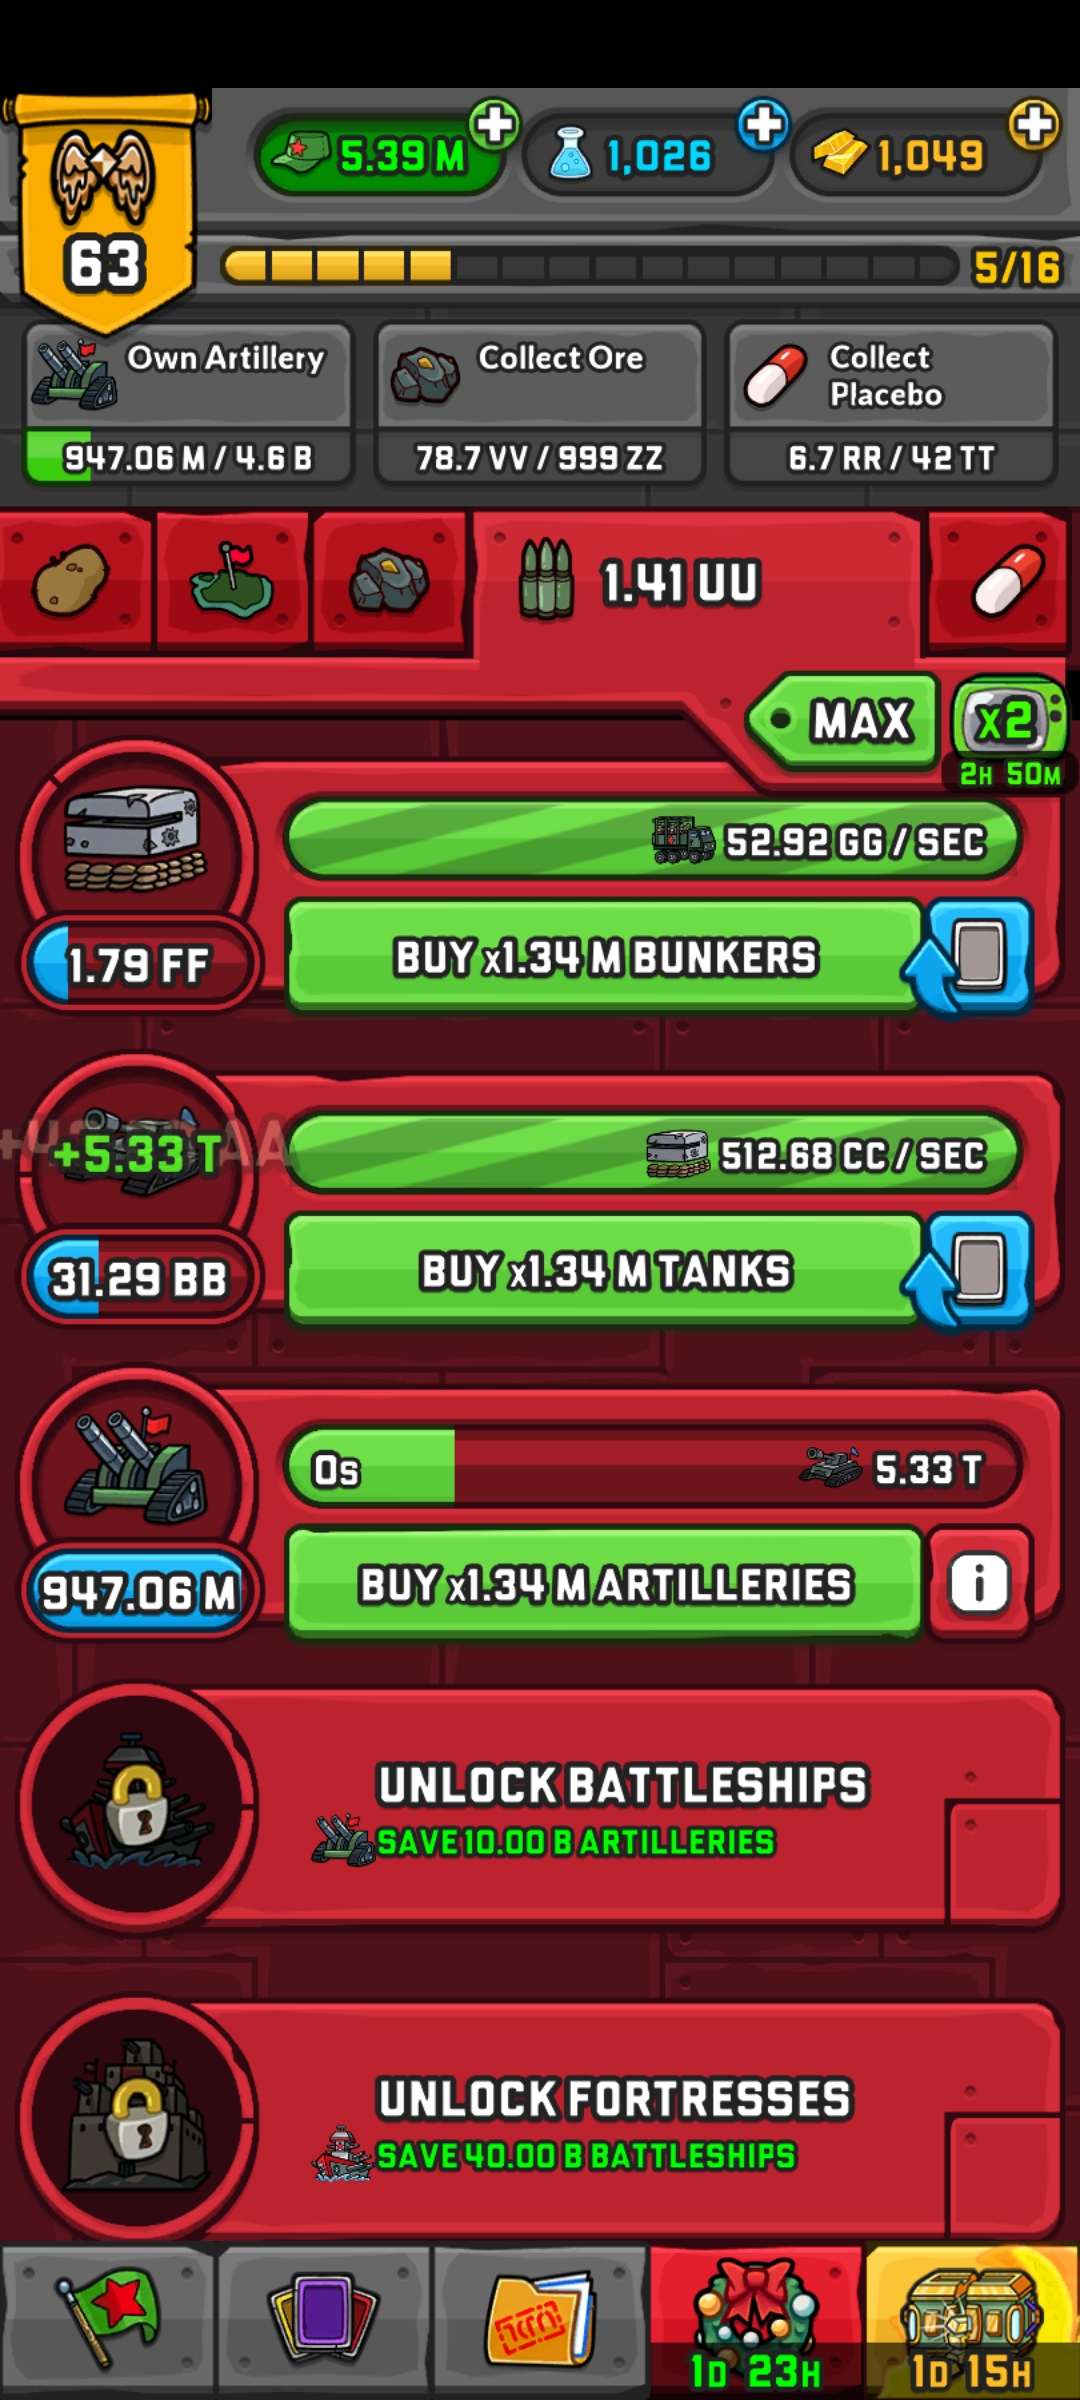 5.39 M
1,026
1,049
63
5/16
Own Artillery
947.06 M / 4.6 B
Collect Ore
78.7 VV / 999 ZZ
Collect
Placebo
6.7 RR / 42 TT
1.41 UU
MAX
x2
2H 50M
52.92 GG / SEC
1.79 FF
BUY x1.34 M BUNKERS
+5.33 T
512.68 CC / SEC
31.29 BB
BUY x1.34 M TANKS
0s
5.33 T
947.06 M
BUY x1.34 M ARTILLERIES
i
UNLOCK BATTLESHIPS
SAVE 10.00 B ARTILLERIES
UNLOCK FORTRESSES
SAVE 40.00 B BATTLESHIPS
1D 23H
1D 15H